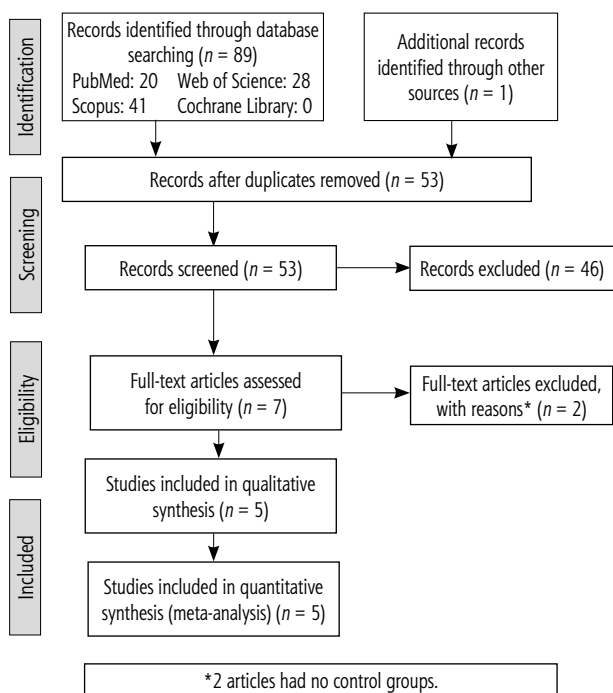 Identification
Records identified through database
searching (n = 89)
PubMed: 20 Web of Science: 28
Scopus: 41 Cochrane Library: 0
Additional records
identified through other
sources (n = 1)
Records after duplicates removed (n = 53)
Screening
Records screened (n = 53)
Records excluded (n = 46)
Eligibility
Full-text articles assessed
for eligibility (n = 7)
Full-text articles excluded,
with reasons* (n = 2)
Studies included in qualitative
synthesis (n = 5)
Included
Studies included in quantitative
synthesis (meta-analysis) (n = 5)
*2 articles had no control groups.